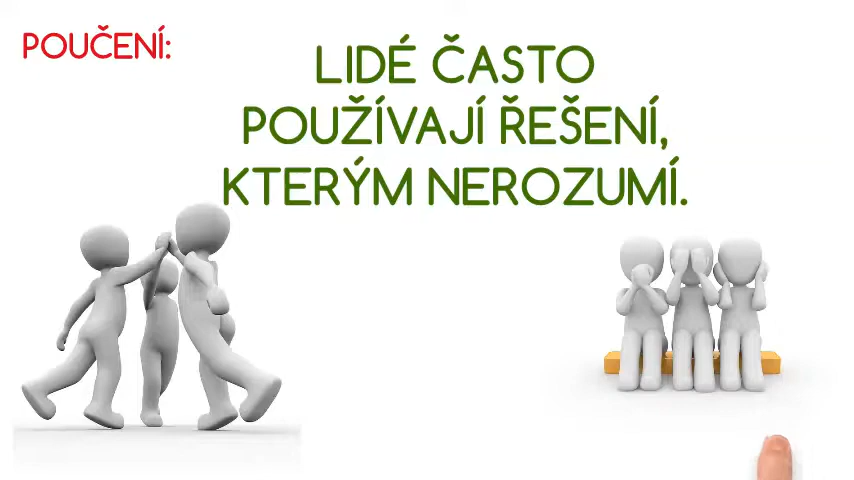 POUČENÍ:
LIDÉ ČASTO
POUŽÍVAJÍ ŘEŠENÍ,
KTERÝM NEROZUMÍ.